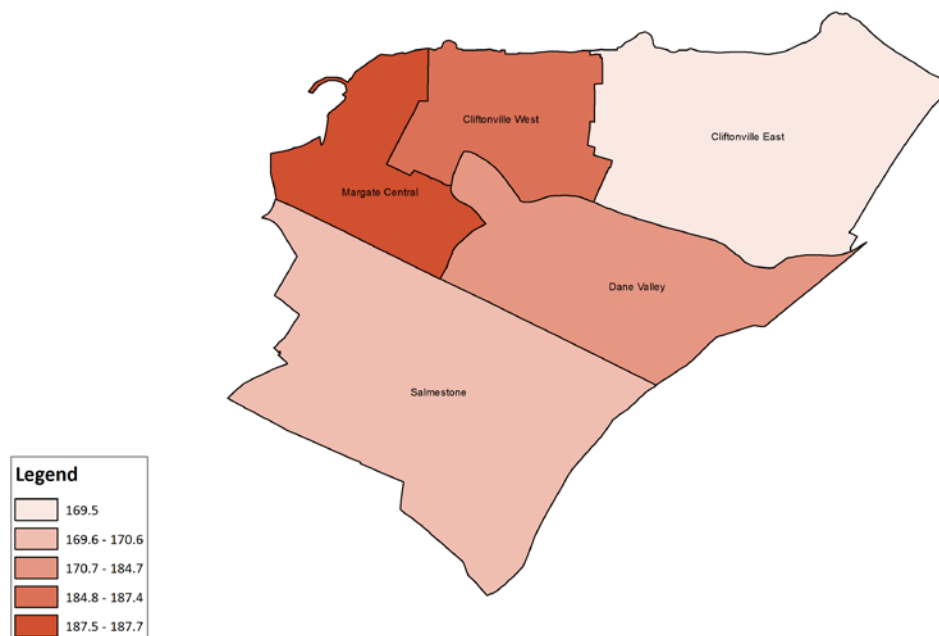 Cliftonville West
Cliftonville East
Margate Central
Dane Valley
Salmestone
Legend
169.5
169.6 - 170.6
170.7 - 184.7
184.8 - 187.4
187.5 - 187.7